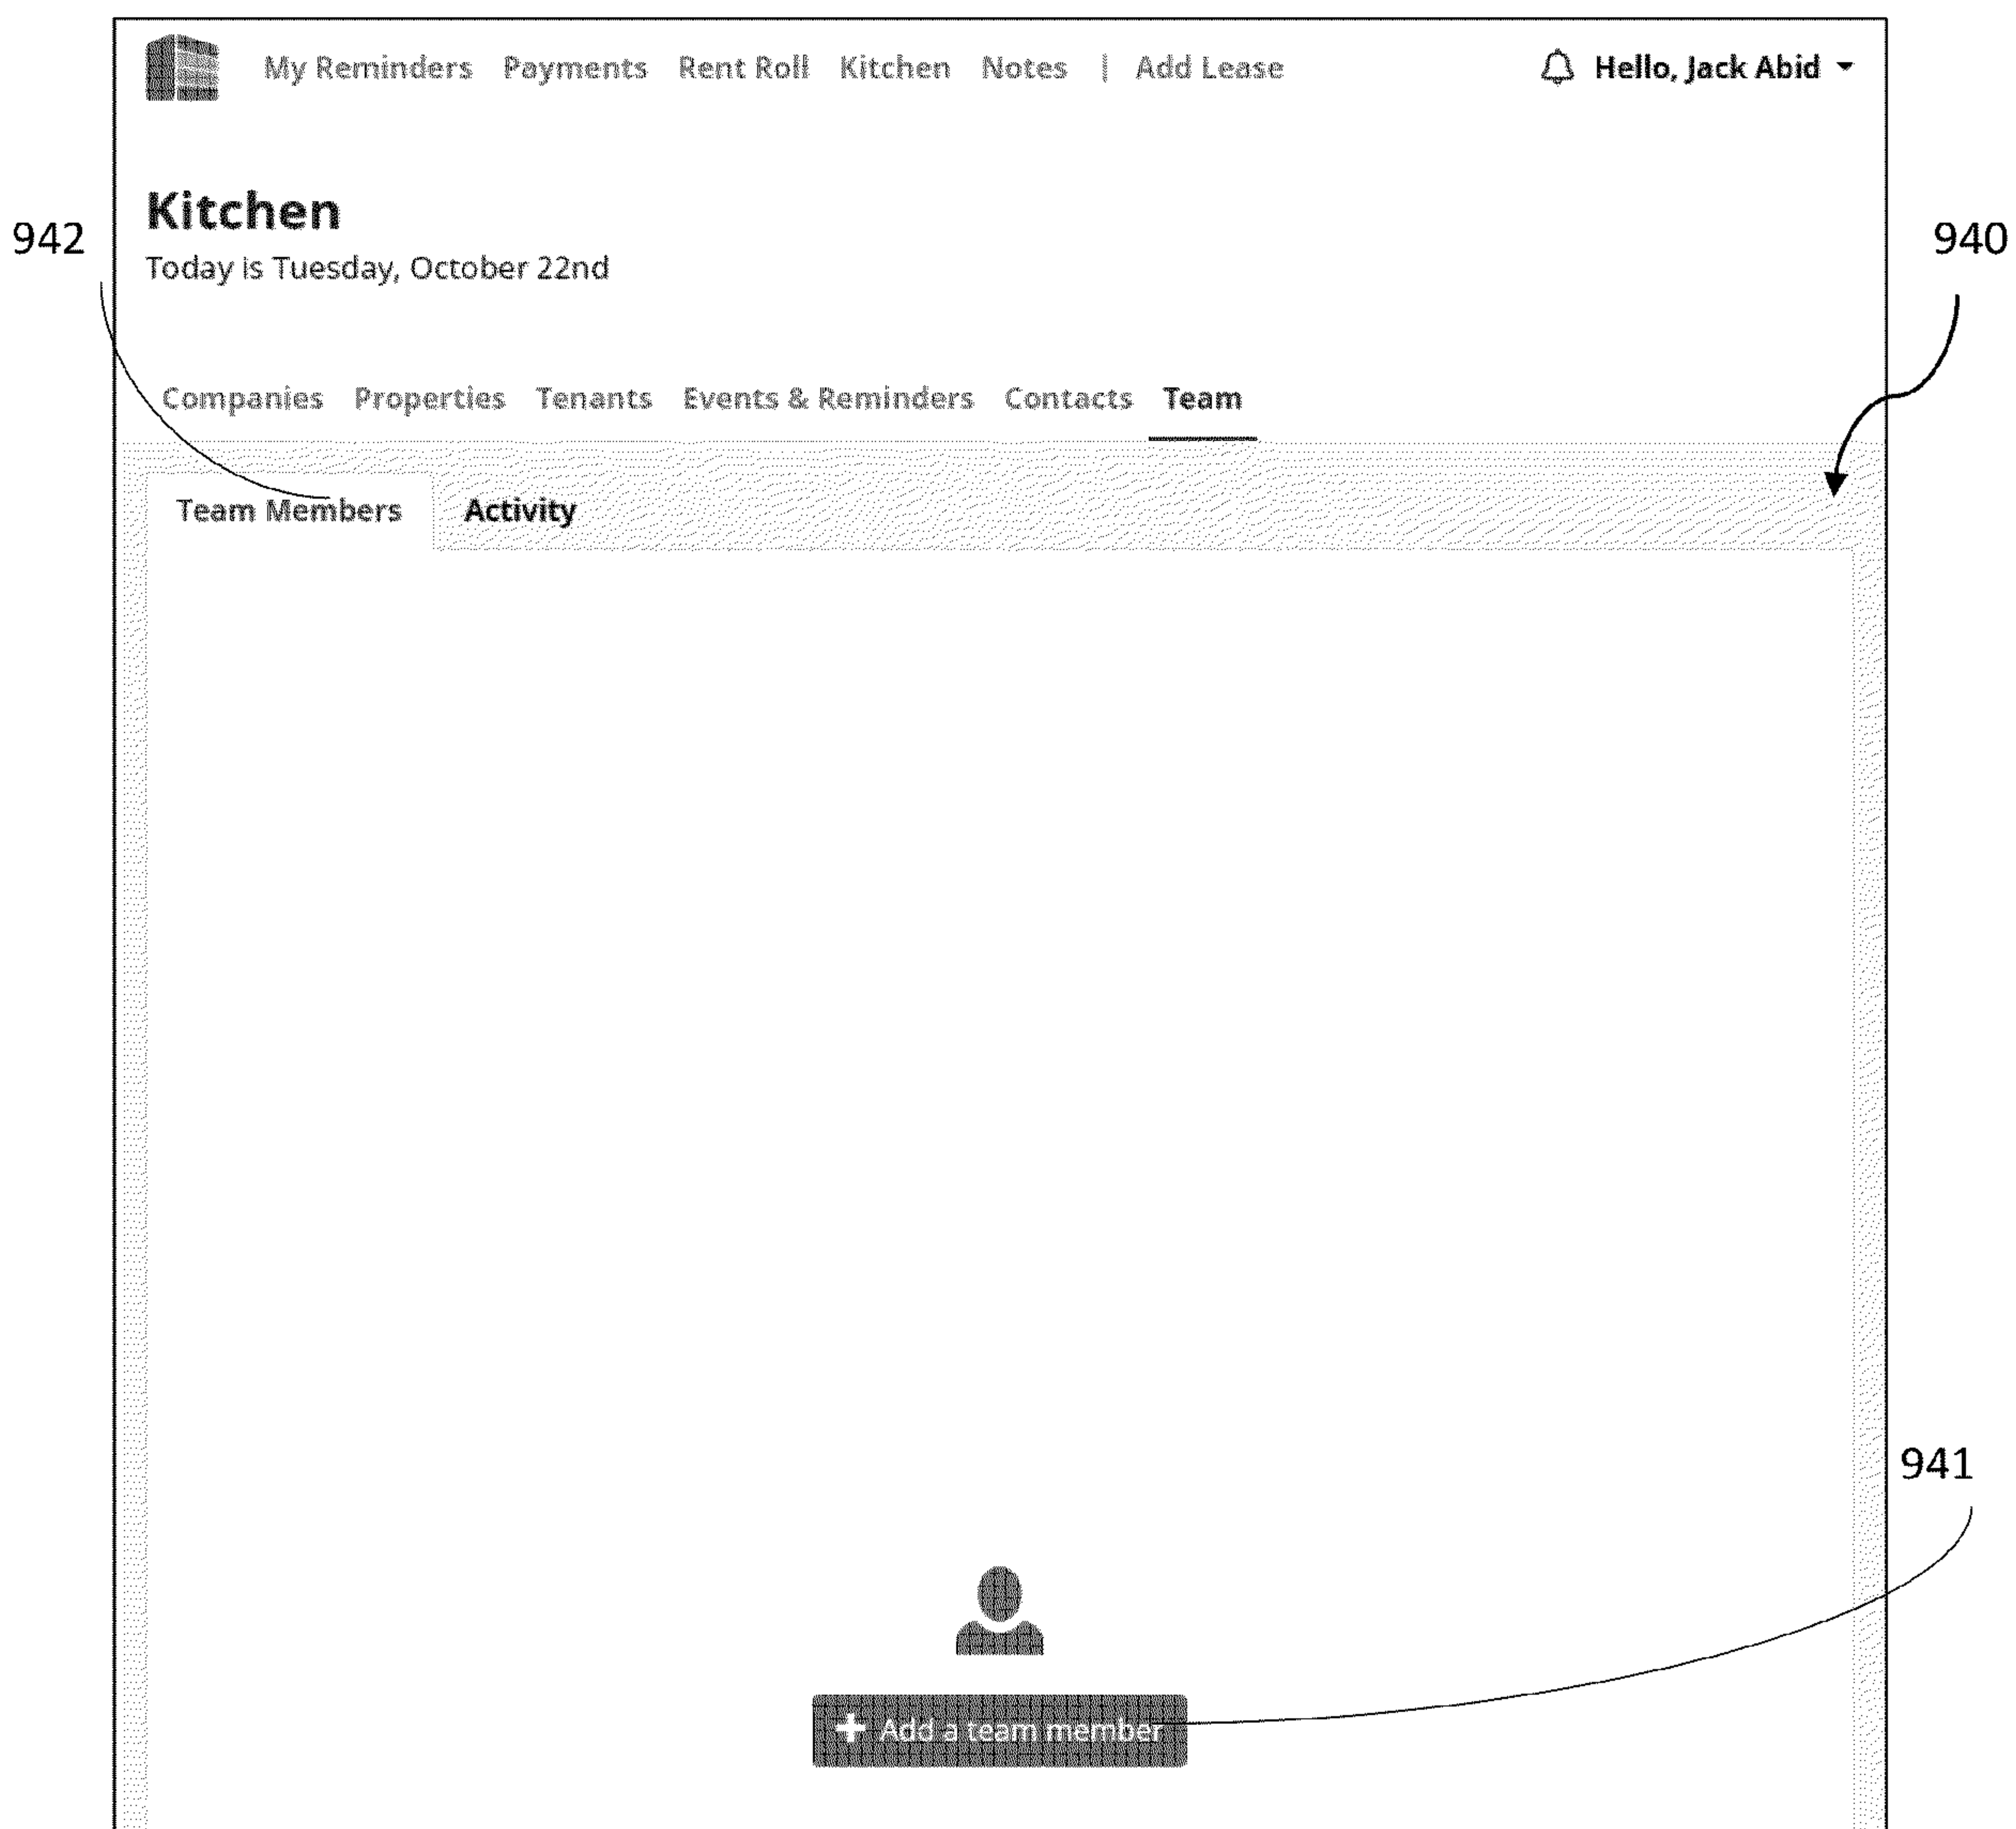 My Reminders Payments Rent Roll Kitchen Notes | Add Lease Hello, Jack Abid
Kitchen
942
940
Today is Tuesday, October 22nd
Companies Properties Tenants Events & Reminders Contacts Team
Team Members Activity
941
+ Add a team member